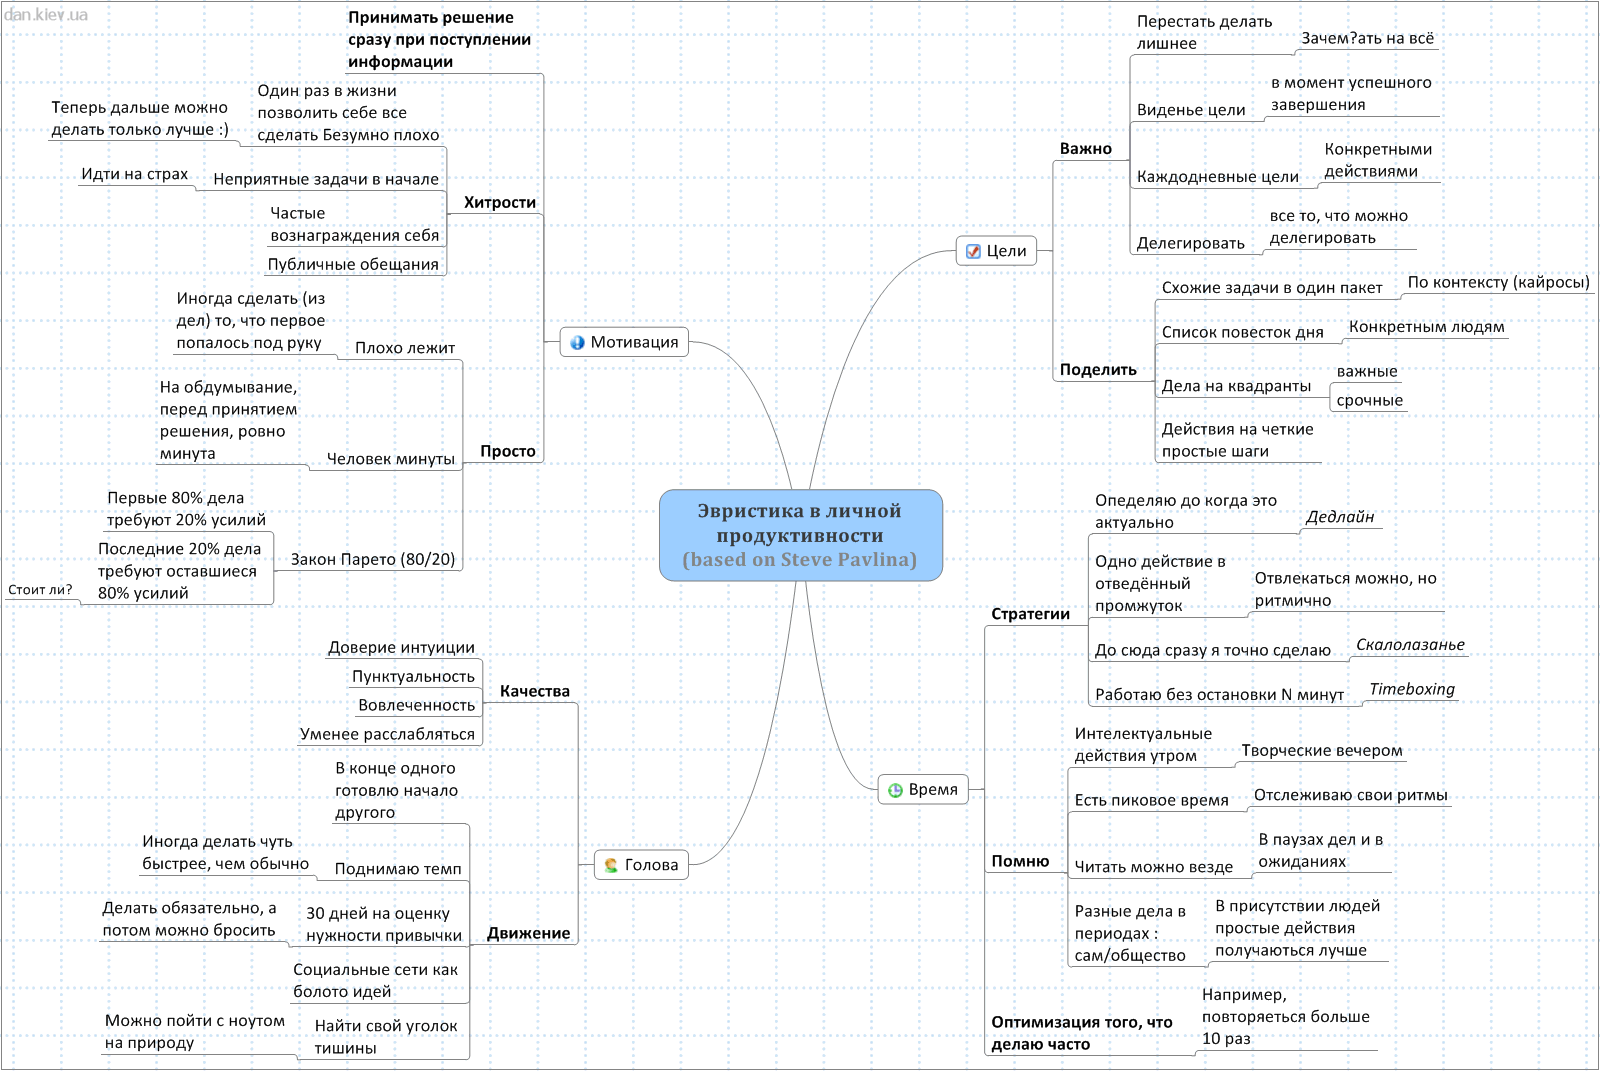 dan.kiev.ua
Принимать решение
сразу при поступлении
информации
Один раз в жизни
позволить себе все
сделать Безумно плохо
Теперь дальше можно
делать только лучше :)
Неприятные задачи в начале
Идти на страх
Частые
вознаграждения себя
Публичные обещания
Хитрости
Мотивация
Иногда сделать (из
дел) то, что первое
попалось под руку
Плохо лежит
На обдумывание,
перед принятием
решения, ровно
минута
Человек минуты
Просто
Первые 80% дела
требуют 20% усилий
Последние 20% дела
требуют оставшиеся
80% усилий
Стоит ли?
Закон Парето (80/20)
Эвристика в личной
продуктивности
(based on Steve Pavlina)
Цели
Важно
Перестать делать
лишнее
Зачем?ать на всё
Виденье цели
в момент успешного
завершения
Каждодневные цели
Конкретными
действиями
Делегировать
все то, что можно
делегировать
Поделить
Схожие задачи в один пакет
По контексту (кайросы)
Список повесток дня
Конкретным людям
Дела на квадранты
важные
срочные
Действия на четкие
простые шаги
Доверие интуиции
Пунктуальность
Вовлеченность
Уменее расслабляться
Качества
Голова
В конце одного
готовлю начало
другого
Иногда делать чуть
быстрее, чем обычно
Поднимаю темп
Делать обязательно, а
потом можно бросить
30 дней на оценку
нужности привычки
Движение
Социальные сети как
болото идей
Можно пойти с ноутом
на природу
Найти свой уголок
тишины
Время
Стратегии
Опеделяю до когда это
актуально
Дедлайн
Одно действие в
отведённый
промжуток
Отвлекаться можно, но
ритмично
До сюда сразу я точно сделаю
Скалолазанье
Работаю без остановки N минут
Timeboxing
Помню
Интелектуальные
действия утром
Творческие вечером
Есть пиковое время
Отслеживаю свои ритмы
Читать можно везде
В паузах дел и в
ожиданиях
Разные дела в
периодах :
сам/общество
В присутствии людей
простые действия
получаються лучше
Оптимизация того, что
делаю часто
Например,
повторяеться больше
10 раз